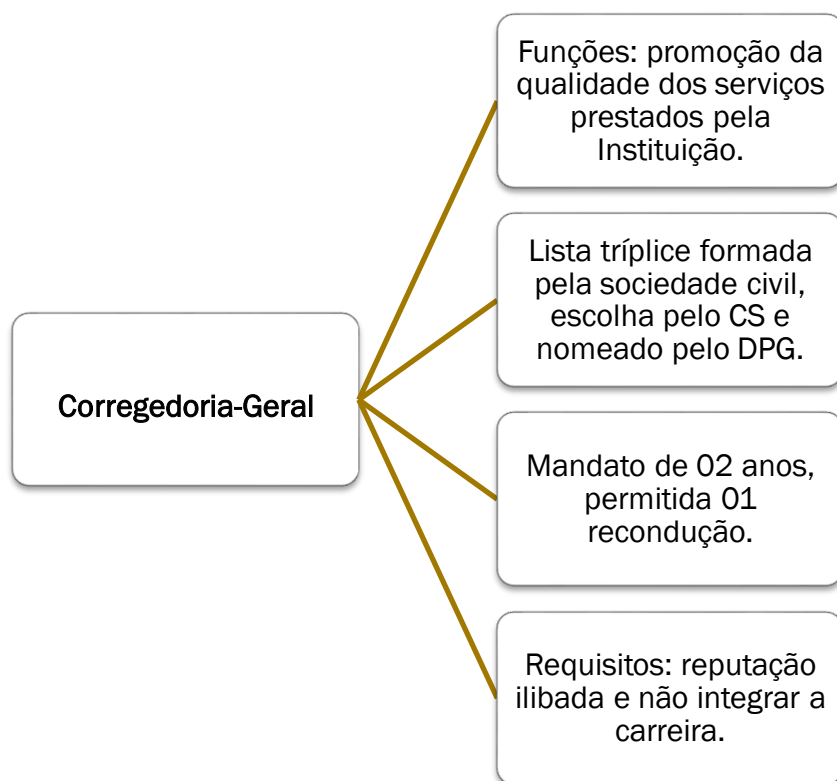 Corregedoria-Geral
Funções: promoção da
qualidade dos serviços
prestados pela
Instituição.
Lista tríplice formada
pela sociedade civil,
escolha pelo CS e
nomeado pelo DPG.
Mandato de 02 anos,
permitida 01
recondução.
Requisitos: reputação
ilibada e não integrar a
carreira.